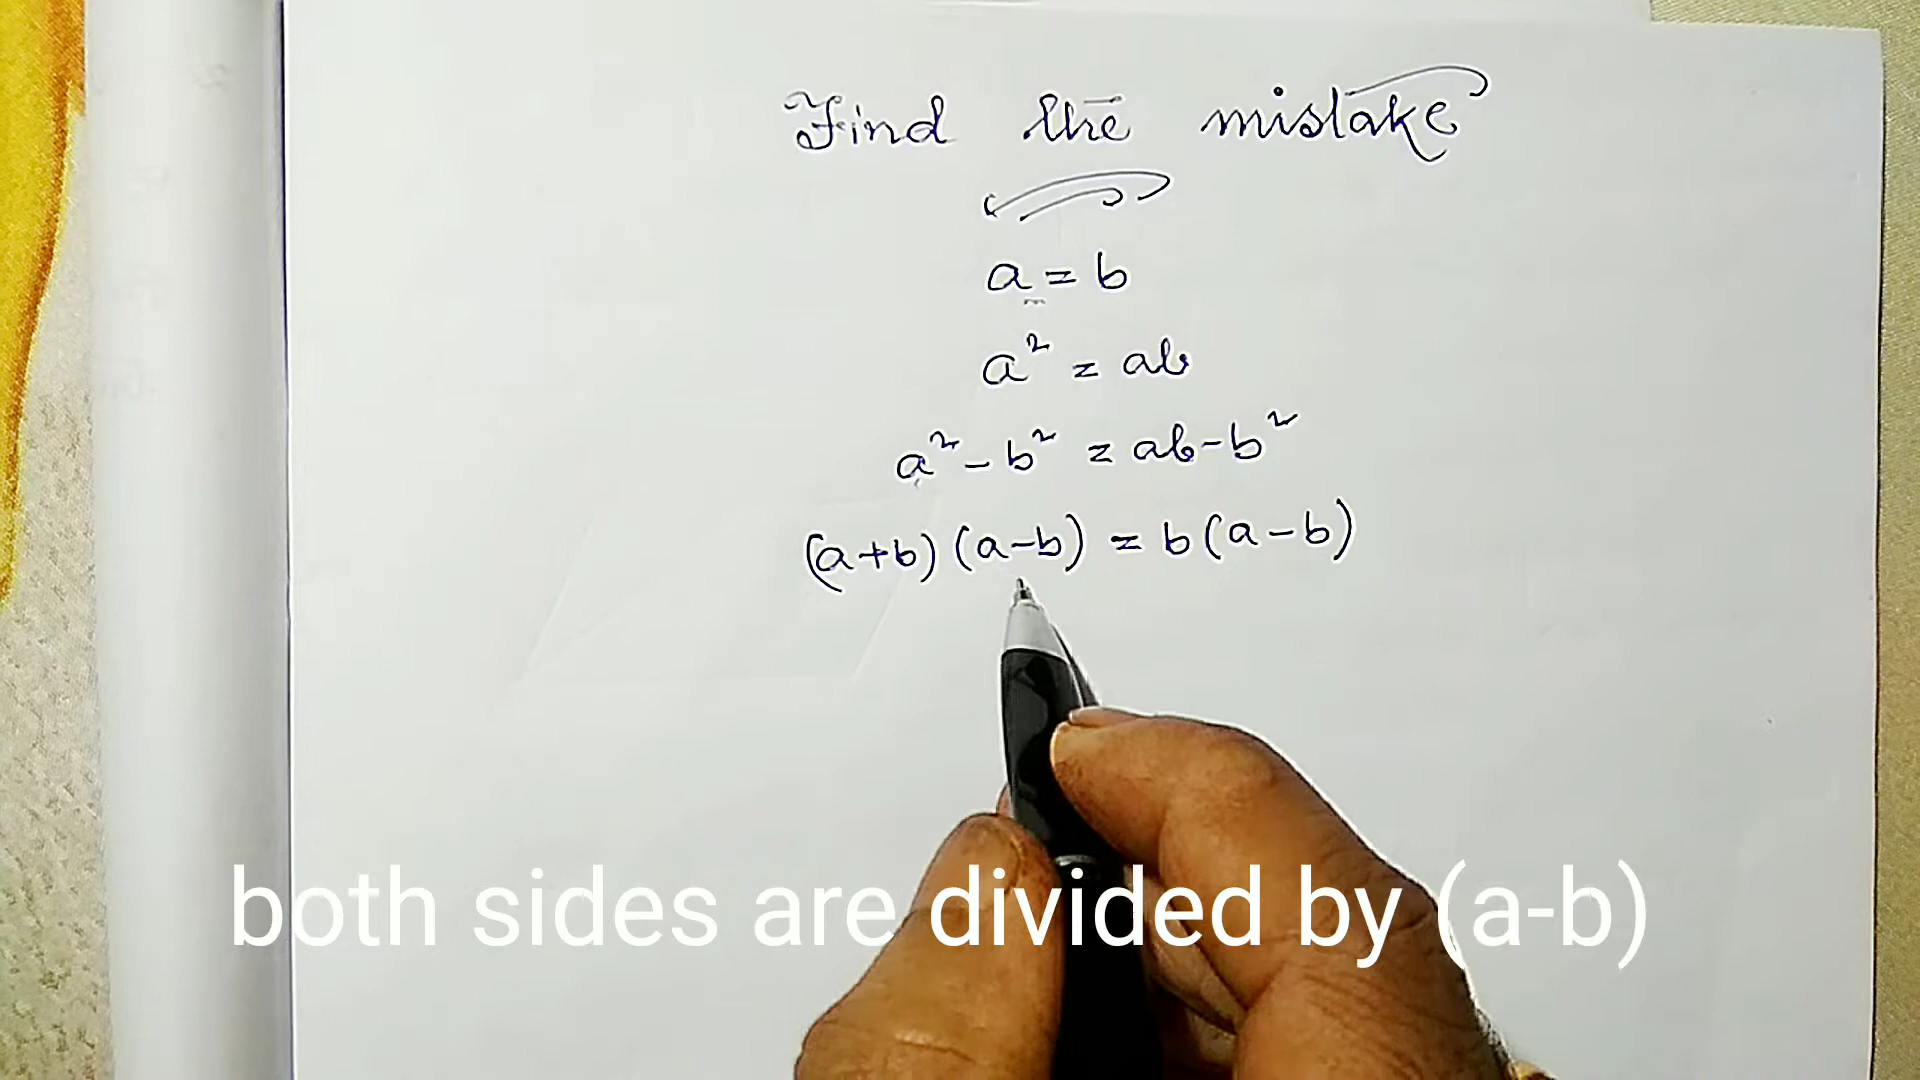 Find the mistake
a = b
a² = ab
a² - b² = ab - b²
(a+b) (a-b) = b (a-b)
both sides are divided by (a-b)